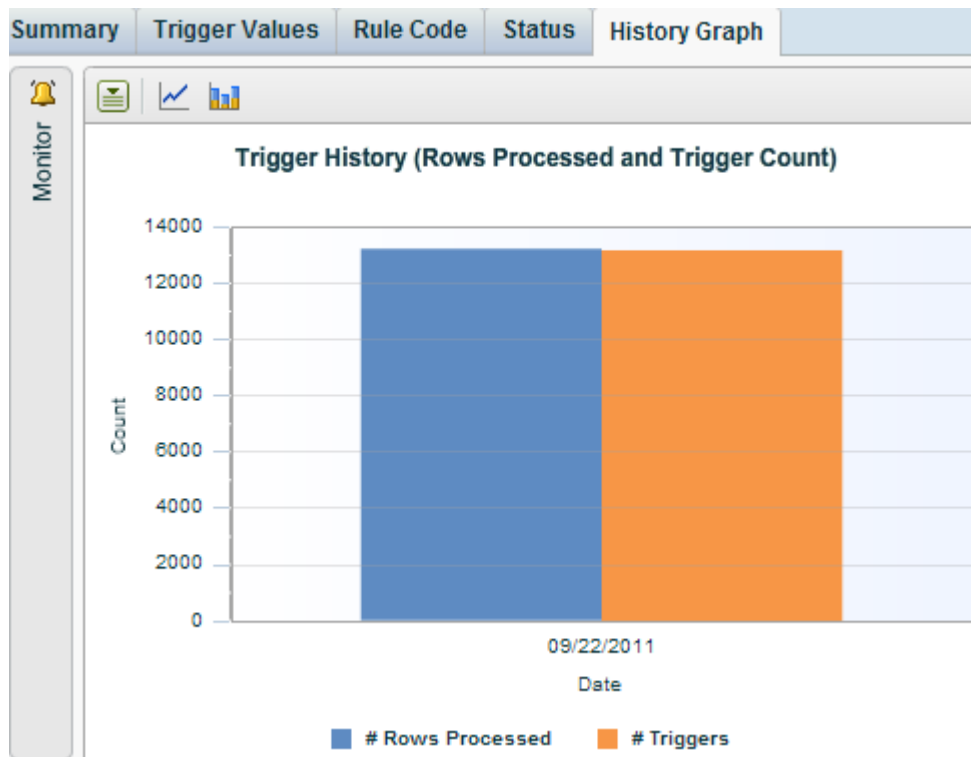 Summary Trigger Values Rule Code Status History Graph
Monitor
Trigger History (Rows Processed and Trigger Count)
14000
12000
10000
8000
6000
4000
2000
0
Count
09/22/2011
Date
# Rows Processed # Triggers